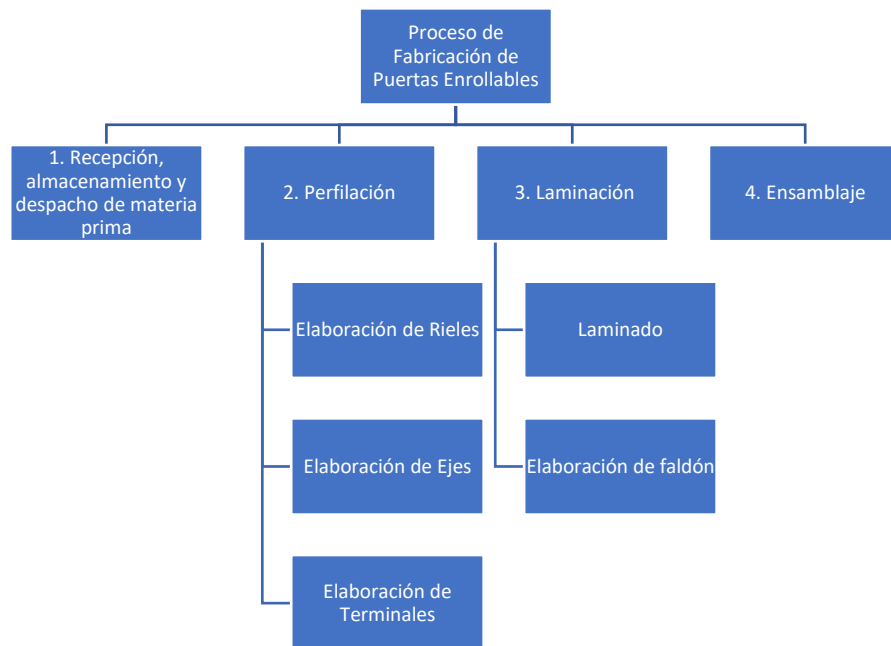 Proceso de
Fabricación de
Puertas Enrollables
1. Recepción,
almacenamiento y
despacho de materia
prima
2. Perfilación
3. Laminación
4. Ensamblaje
Elaboración de Rieles
Laminado
Elaboración de Ejes
Elaboración de faldón
Elaboración de
Terminales